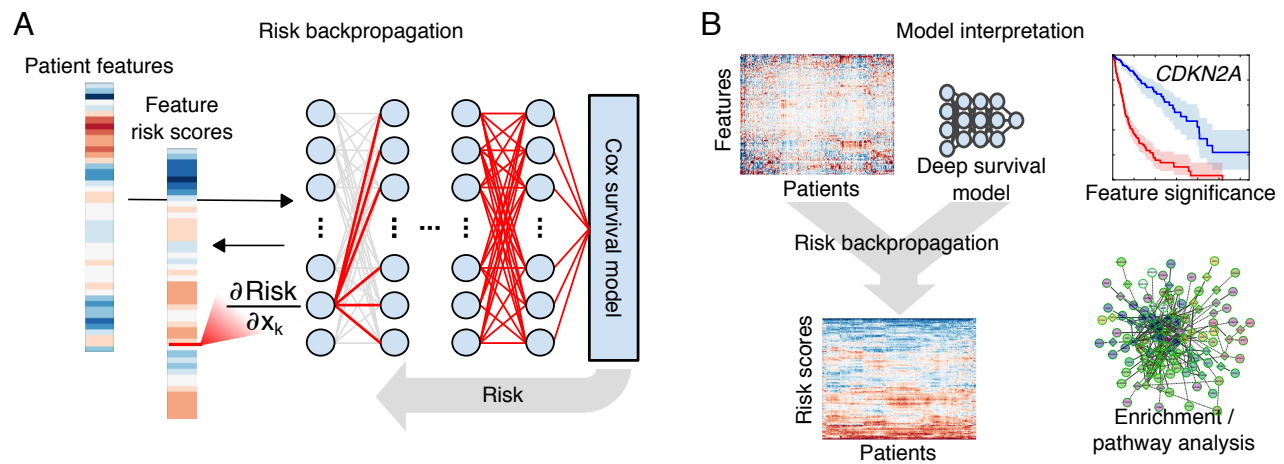 A
Risk backpropagation
Patient features
Feature
risk scores
∂Risk
∂x_k
Cox survival model
Risk
B
Model interpretation
Features
Patients
Deep survival
model
CDKN2A
Feature significance
Risk backpropagation
Risk scores
Patients
Enrichment /
pathway analysis